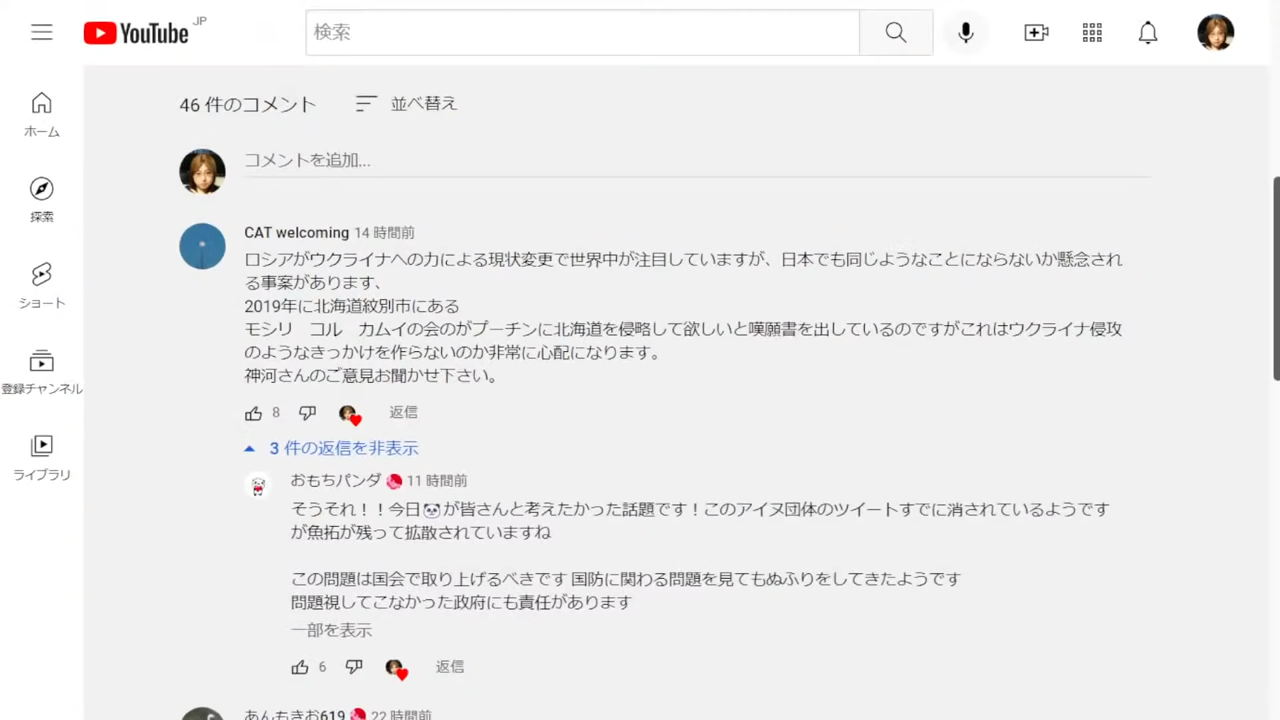 YouTube JP
検索
46 件のコメント 並べ替え
ホーム
コメントを追加...
探索
CAT welcoming 14 時間前
ロシアがウクライナへの力による現状変更で世界中が注目していますが、日本でも同じようなことにならないか懸念され
る事案があります、
ショート
2019年に北海道紋別市にある
モシリ　コル　カムイの会のがプーチンに北海道を侵略して欲しいと嘆願書を出しているのですがこれはウクライナ侵攻
のようなきっかけを作らないのか非常に心配になります。
神河さんのご意見お聞かせ下さい。
登録チャンネル
8 返信
3 件の返信を非表示
ライブラリ
おもちパンダ 11 時間前
そうそれ！！今日🐼が皆さんと考えたかった話題です！このアイヌ団体のツイートすでに消されているようです
が魚拓が残って拡散されていますね
この問題は国会で取り上げるべきです 国防に関わる問題を見てもぬふりをしてきたようです
問題視してこなかった政府にも責任があります
一部を表示
6 返信
あんもきお619 22 時間前